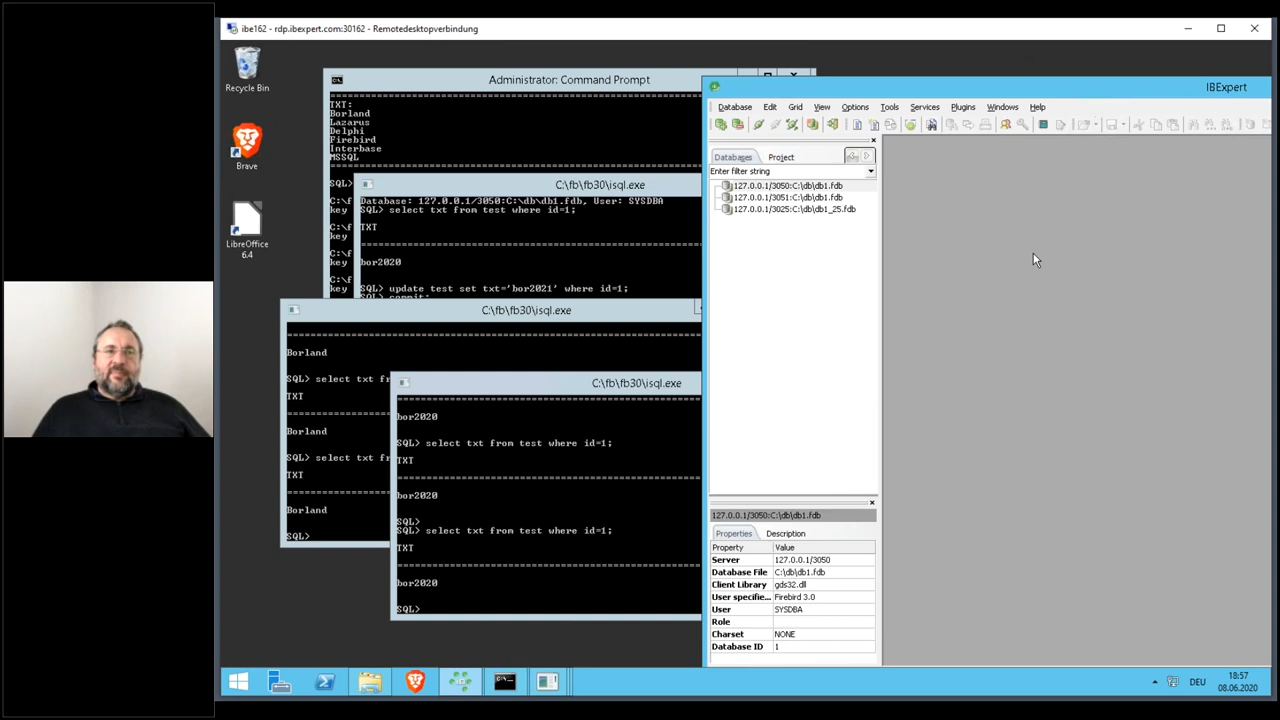 ibe162 - rdp.ibexpert.com:30162 - Remotedesktopverbindung
Recycle Bin
Brave
LibreOffice
6.4
Administrator: Command Prompt
TXT:
Borland
Lazarus
Delphi
Firebird
Interbase
MSSQL
SQL>
C:\f
key
C:\f
key
C:\f
key
C:\fb\fb30\isql.exe
Database: 127.0.0.1/3050:C:\db\db1.fdb, User: SYSDBA
SQL> select txt from test where id=1;
TXT
bor2020
SQL> update test set txt='bor2021' where id=1;
SQL> commit;
C:\fb\fb30\isql.exe
Borland
SQL> select txt fr
TXT
Borland
SQL> select txt fr
TXT
Borland
SQL>
C:\fb\fb30\isql.exe
bor2020
SQL> select txt from test where id=1;
TXT
bor2020
SQL>
SQL> select txt from test where id=1;
TXT
bor2020
SQL>
IBExpert
Database Edit Grid View Options Tools Services Plugins Windows Help
Databases Project
Enter filter string
127.0.0.1/3050:C:\db\db1.fdb
127.0.0.1/3051:C:\db\db1.fdb
127.0.0.1/3025:C:\db\db1_25.fdb
127.0.0.1/3050:C:\db\db1.fdb
Properties Description
Property Value
Server 127.0.0.1/3050
Database File C:\db\db1.fdb
Client Library gds32.dll
User specifie... Firebird 3.0
User SYSDBA
Role
Charset NONE
Database ID 1
DEU
18:57
08.06.2020